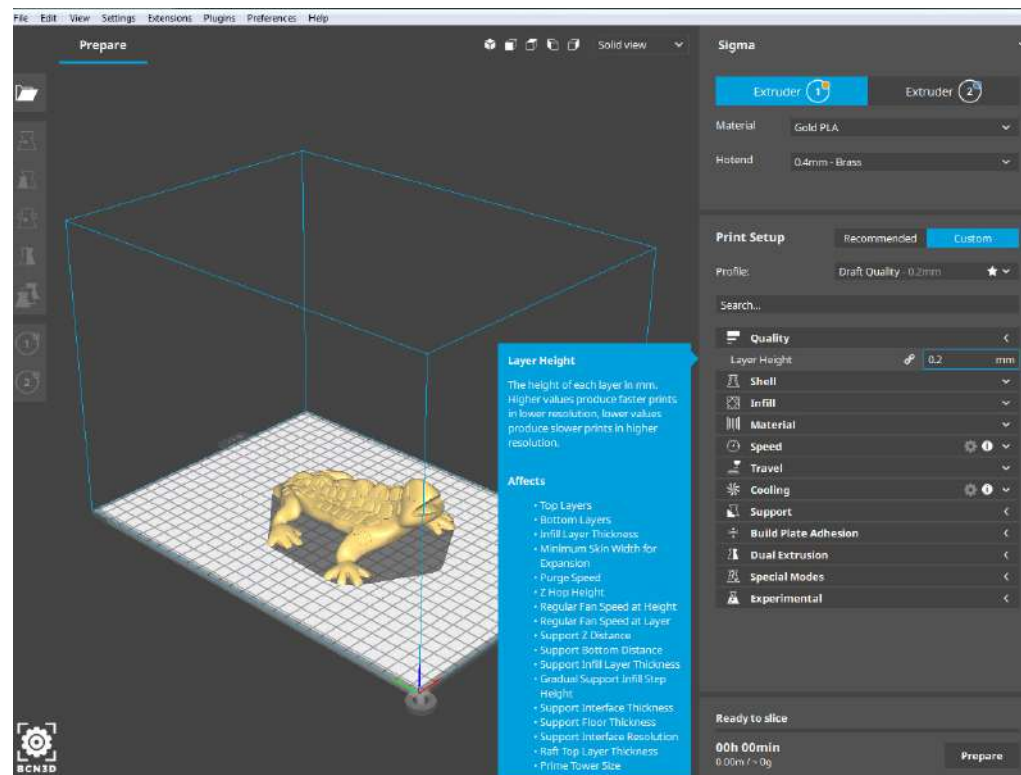 File Edit View Settings Extensions Plugins Preferences Help
Prepare
Solid view
Sigma
Extruder 1
Extruder 2
Material
Gold PLA
Hotend
0.4mm - Brass
Print Setup
Recommended
Custom
Profile:
Draft Quality - 0.2mm
Search...
Quality
Layer Height
0.2 mm
Shell
Infill
Material
Speed
Travel
Cooling
Support
Build Plate Adhesion
Dual Extrusion
Special Modes
Experimental
Layer Height
The height of each layer in mm.
Higher values produce faster prints
in lower resolution, lower values
produce slower prints in higher
resolution.
Affects
• Top Layers
• Bottom Layers
• Infill Layer Thickness
• Minimum Skin Width for
Expansion
• Purge Speed
• Z Hop Height
• Regular Fan Speed at Height
• Regular Fan Speed at Layer
• Support Z Distance
• Support Bottom Distance
• Support Infill Layer Thickness
• Gradual Support Infill Step
Height
• Support Interface Thickness
• Support Floor Thickness
• Support Interface Resolution
• Raft Top Layer Thickness
• Prime Tower Size
1
2
BCN3D
Ready to slice
00h 00min
0.00m / ~ 0g
Prepare